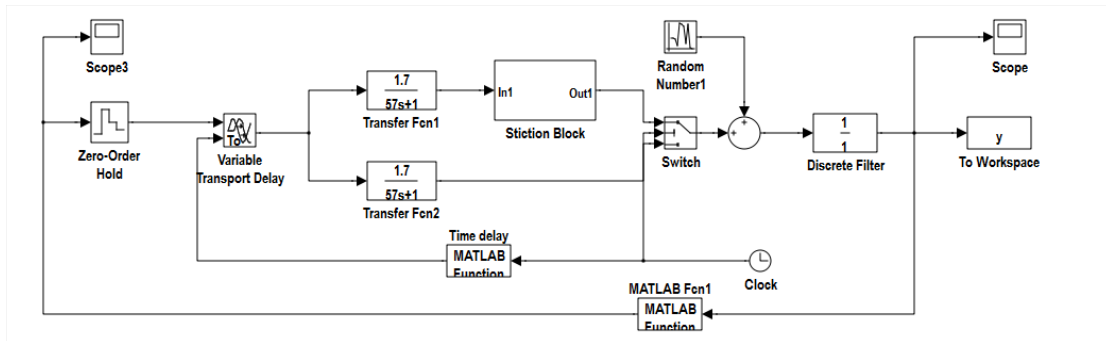 Scope3
Random
Number1
Scope
1.7
57s+1
Transfer Fcn1
In1
Out1
Stiction Block
Zero-Order
Hold
To
Variable
Transport Delay
Switch
+
+
1
1
Discrete Filter
y
To Workspace
1.7
57s+1
Transfer Fcn2
Time delay
MATLAB
Function
Clock
MATLAB Fcn1
MATLAB
Function